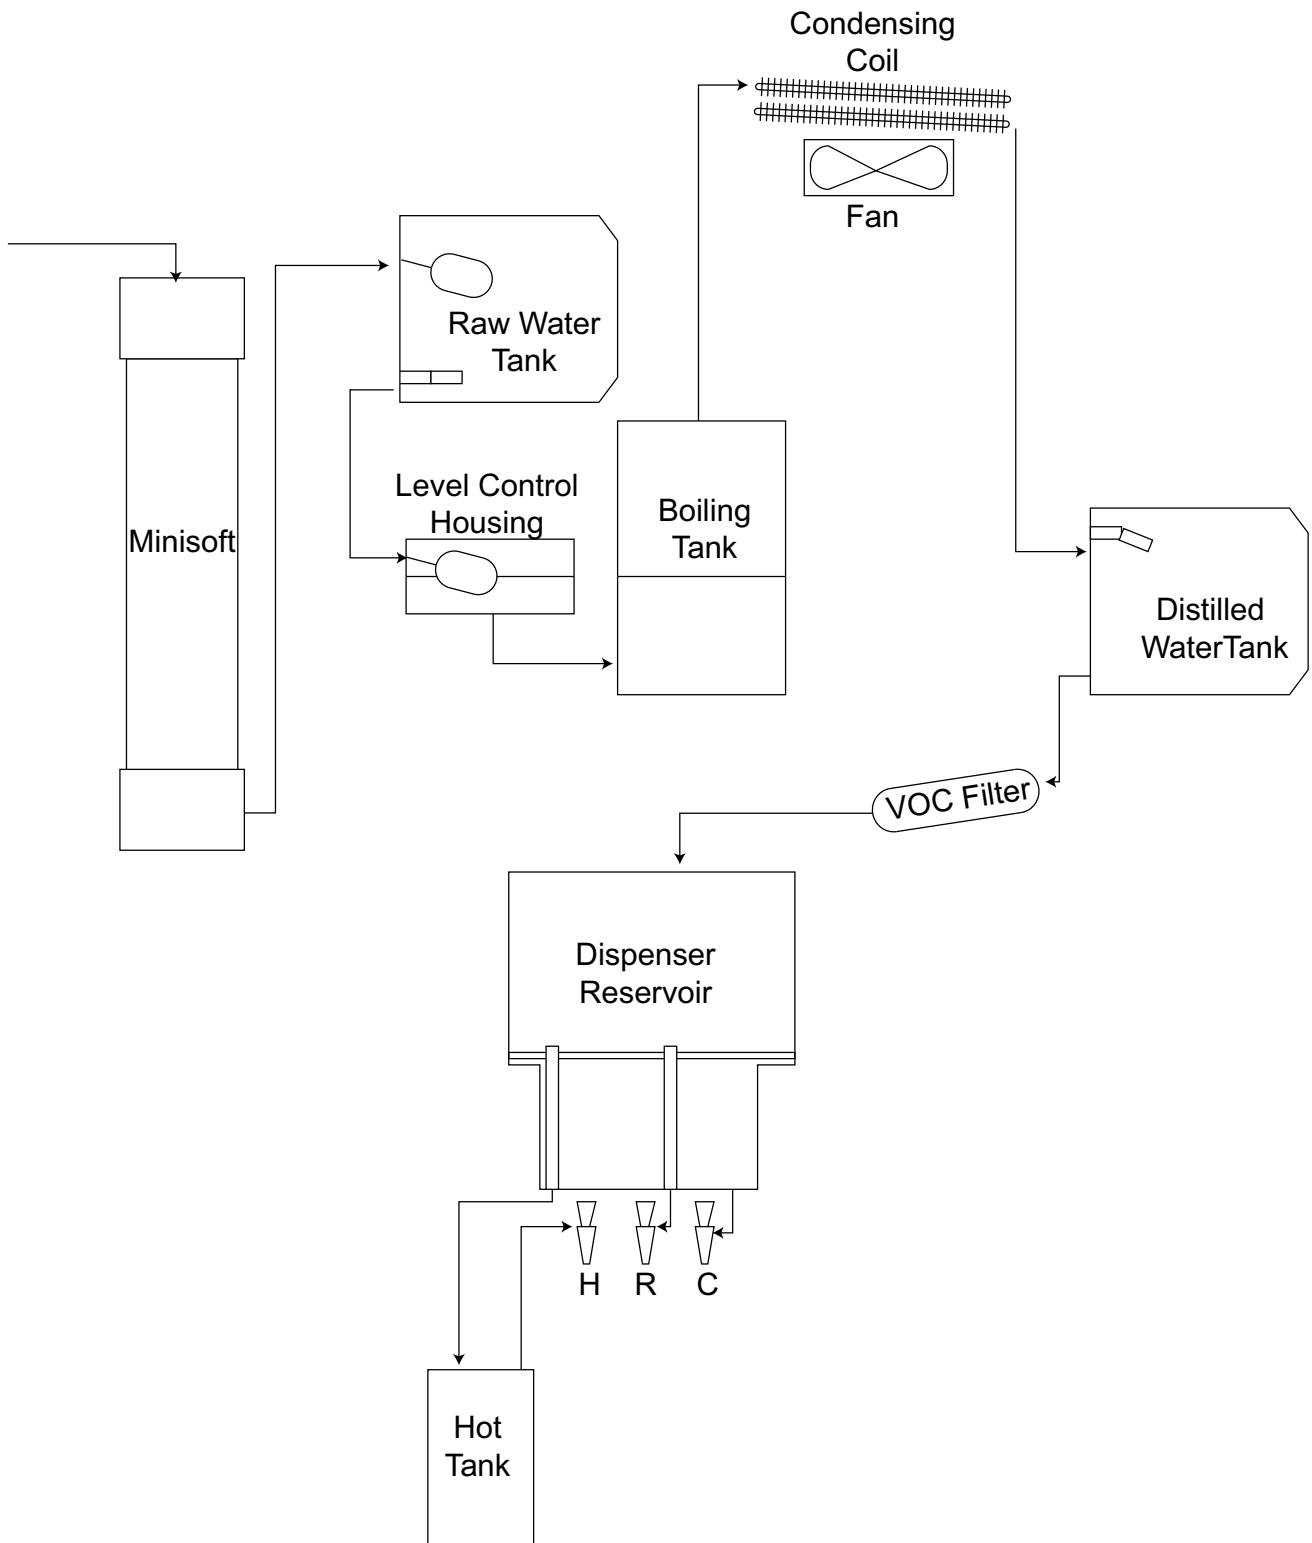 Condensing
Coil
Fan
Raw Water
Tank
Level Control
Housing
Boiling
Tank
Minisoft
Distilled
WaterTank
VOC Filter
Dispenser
Reservoir
H
R
C
Hot
Tank